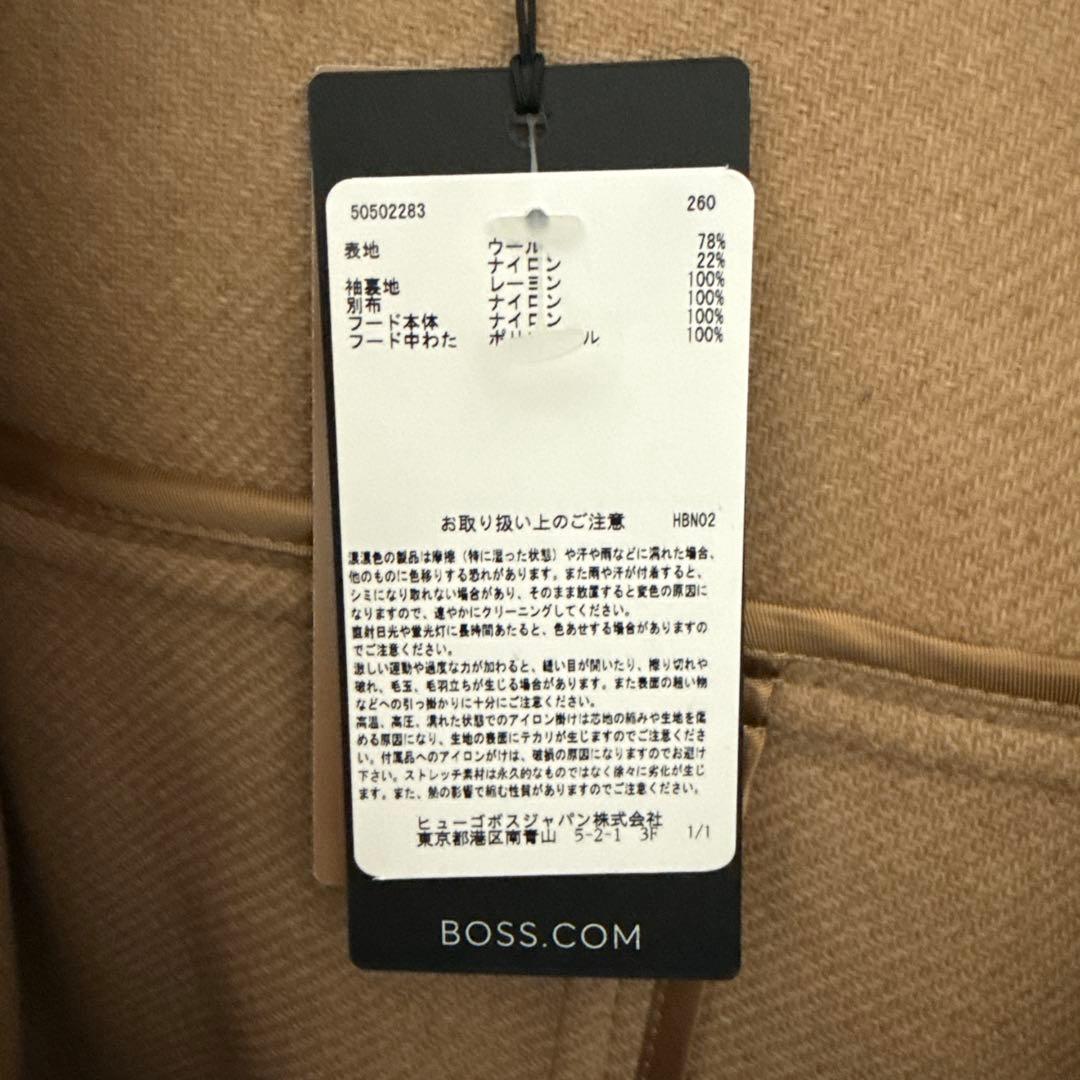 50502283 260
表地 ウール 78%
ナイロン 22%
袖裏地 レーヨン 100%
別布 ナイロン 100%
フード本体 ナイロン 100%
フード中わた ポリ ル 100%
お取り扱い上のご注意 HBN02
濃濃色の製品は摩擦（特に湿った状態）や汗や雨などに濡れた場合、
他のものに色移りする恐れがあります。また雨や汗が付着すると、
シミになり取れない場合があり、そのまま放置すると変色の原因に
なりますので、速やかにクリーニングしてください。
直射日光や蛍光灯に長時間あたると、色あせする場合がありますの
でご注意ください。
激しい運動や過度な力が加わると、縫い目が開いたり、擦り切れや
破れ、毛玉、毛羽立ちが生じる場合があります。また表面の粗い物
などへの引っ掛かりに十分にご注意ください。
高温、高圧、濡れた状態でのアイロン掛けは芯地の縮みや生地を傷
める原因になり、生地の表面にテカリが生じますのでご注意くださ
い。付属品へのアイロンがけは、破損の原因になりますのでお避け
下さい。ストレッチ素材は永久的なものではなく徐々に劣化が生じ
ます。また、熱の影響で縮む性質がありますのでご注意ください。
ヒューゴボスジャパン株式会社
東京都港区南青山 5-2-1 3F 1/1
BOSS.COM